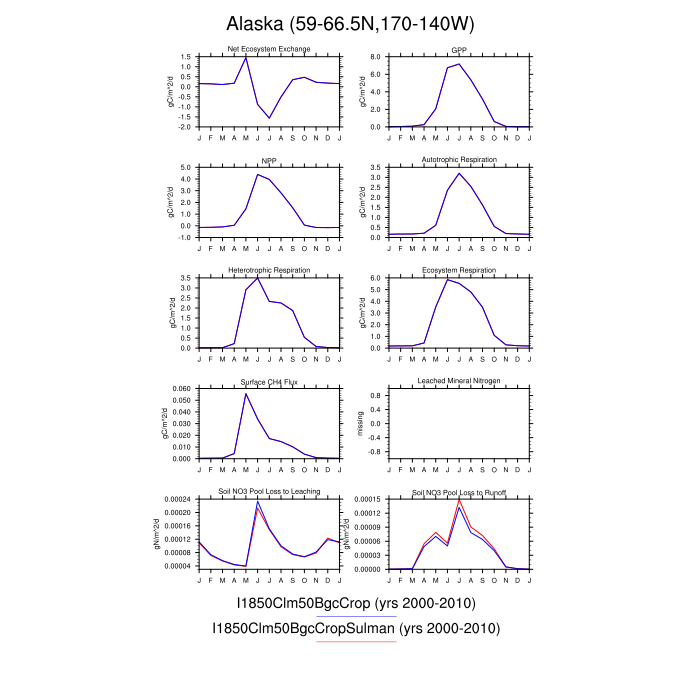 Alaska (59-66.5N,170-140W)
Net Ecosystem Exchange
gC/m^2/d
1.5
1.0
0.5
0.0
-0.5
-1.0
-1.5
-2.0
J F M A M J J A S O N D J
GPP
gC/m^2/d
8.0
6.0
4.0
2.0
0.0
J F M A M J J A S O N D J
NPP
gC/m^2/d
5.0
4.0
3.0
2.0
1.0
0.0
-1.0
J F M A M J J A S O N D J
Autotrophic Respiration
gC/m^2/d
3.5
3.0
2.5
2.0
1.5
1.0
0.5
0.0
J F M A M J J A S O N D J
Heterotrophic Respiration
gC/m^2/d
3.5
3.0
2.5
2.0
1.5
1.0
0.5
0.0
J F M A M J J A S O N D J
Ecosystem Respiration
gC/m^2/d
6.0
5.0
4.0
3.0
2.0
1.0
0.0
J F M A M J J A S O N D J
Surface CH4 Flux
gC/m^2/d
0.060
0.050
0.040
0.030
0.020
0.010
0.000
J F M A M J J A S O N D J
Leached Mineral Nitrogen
missing
0.8
0.4
0.0
-0.4
-0.8
J F M A M J J A S O N D J
Soil NO3 Pool Loss to Leaching
gN/m^2/d
0.00024
0.00020
0.00016
0.00012
0.00008
0.00004
J F M A M J J A S O N D J
Soil NO3 Pool Loss to Runoff
gN/m^2/d
0.00015
0.00012
0.00009
0.00006
0.00003
0.00000
J F M A M J J A S O N D J
I1850Clm50BgcCrop (yrs 2000-2010)
I1850Clm50BgcCropSulman (yrs 2000-2010)